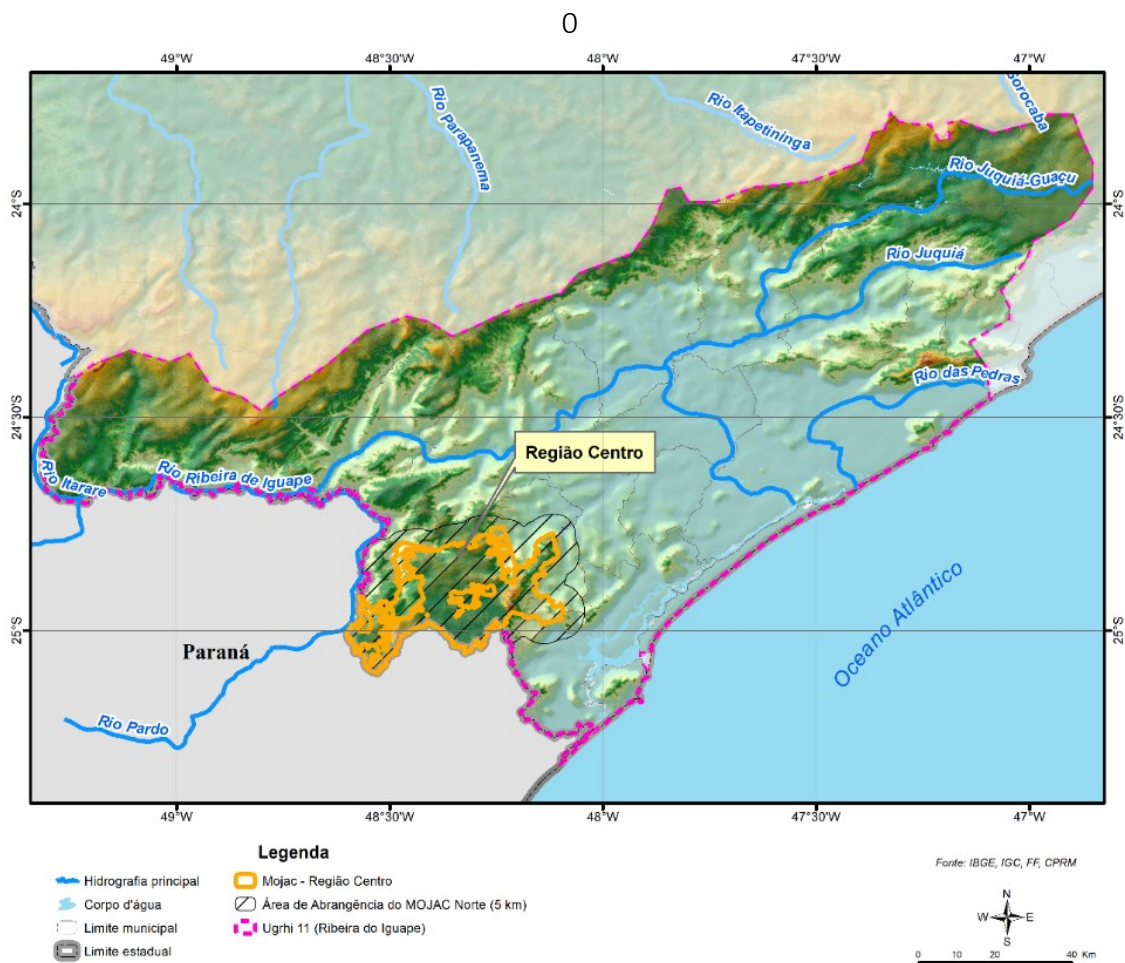 0
49°W 48°30'W 48°W 47°30'W 47°W
Sorocaba
Rio Itapetininga
Rio Parapanema
Rio Juquiá-Guaçu
24°S 24°S
Rio Juquiá
Rio das Pedras
24°30'S 24°30'S
Região Centro
Rio Ribeira de Iguape
Rio Itarare
Oceano Atlântico
25°S 25°S
Paraná
Rio Pardo
49°W 48°30'W 48°W 47°30'W 47°W
Legenda
Hidrografia principal
Corpo d'água
Limite municipal
Limite estadual
Mojac - Região Centro
Área de Abrangência do MOJAC Norte (5 km)
Ugrhi 11 (Ribeira do Iguape)
Fonte: IBGE, IGC, FF, CPRM
N
W E
S
0 10 20 40 Km